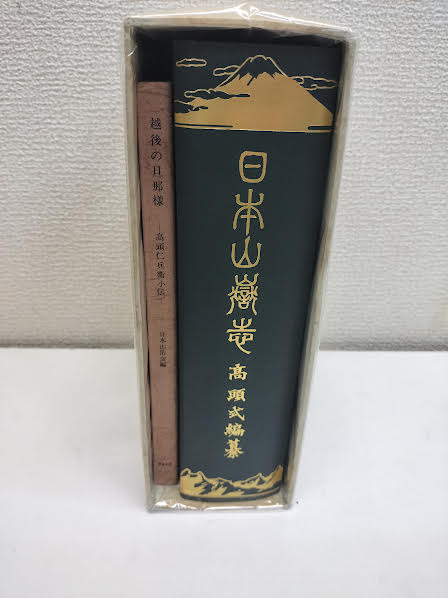 日本山嶽志
高頭式編纂
越後の旦那様
高頭仁兵衛小伝
日本山岳会編